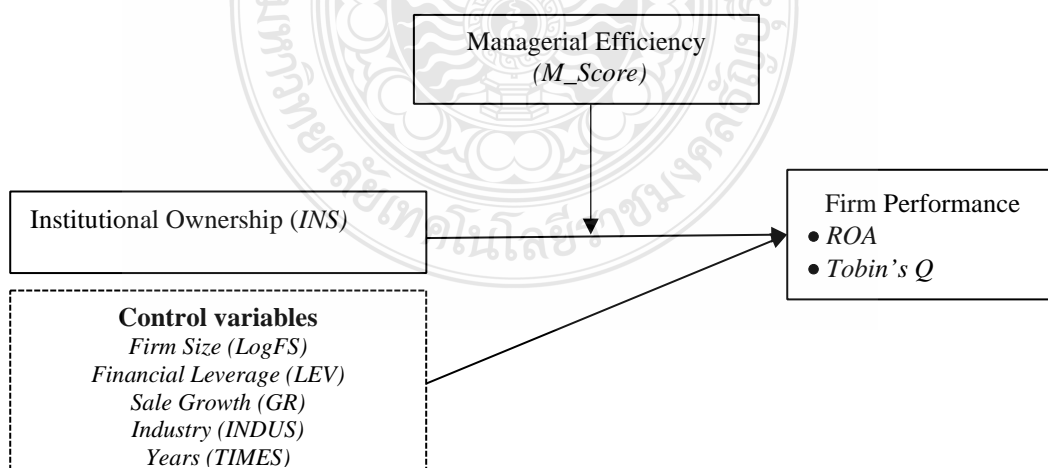 Managerial Efficiency
(M_Score)
Institutional Ownership (INS)
Firm Performance
● ROA
● Tobin's Q
Control variables
Firm Size (LogFS)
Financial Leverage (LEV)
Sale Growth (GR)
Industry (INDUS)
Years (TIMES)